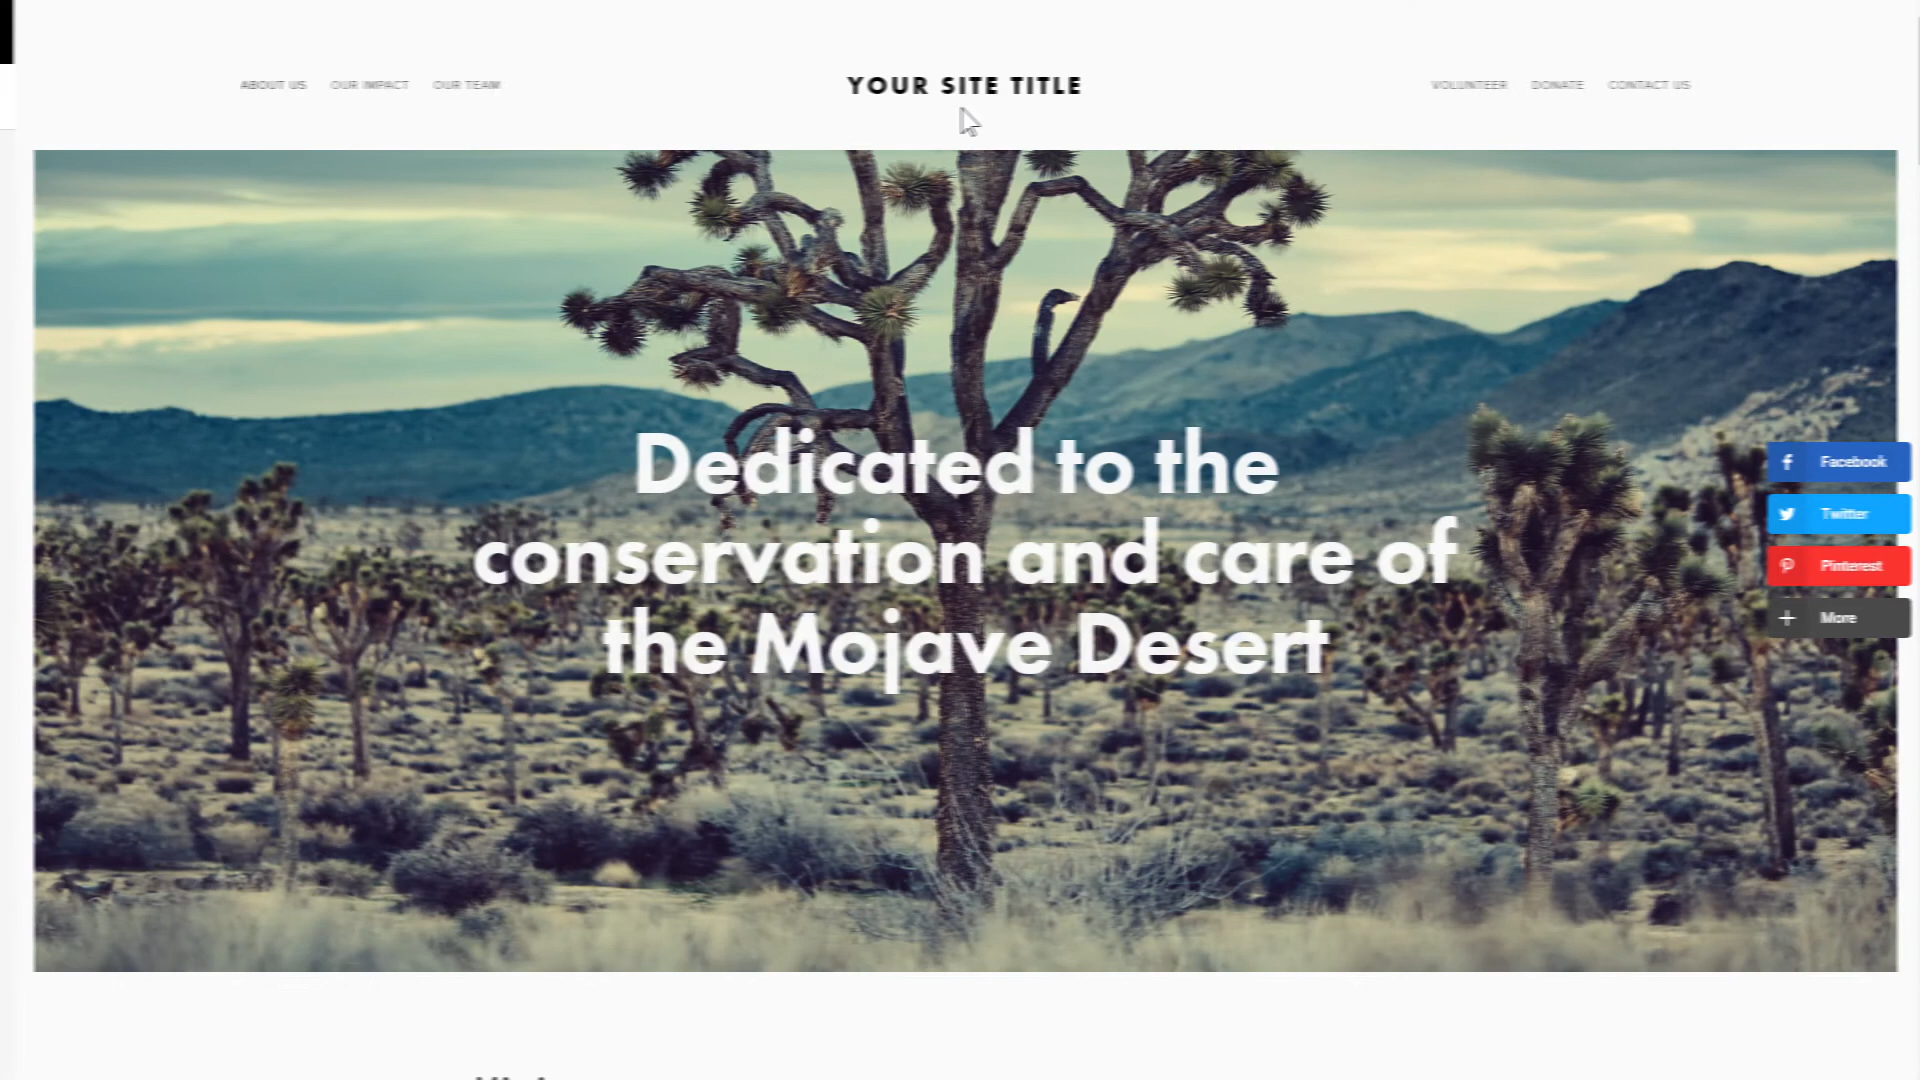 ABOUT US OUR IMPACT OUR TEAM YOUR SITE TITLE VOLUNTEER DONATE CONTACT US
Dedicated to the
conservation and care of
the Mojave Desert
Facebook
Twitter
Pinterest
More